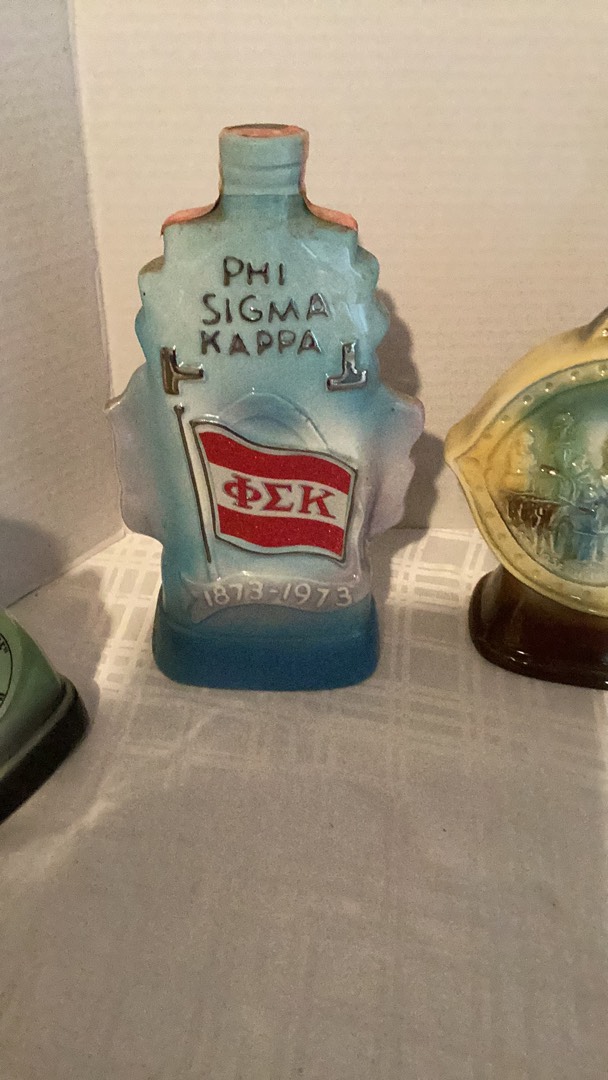 PHI
SIGMA
KAPPA
T T
ΦΣΚ
1873-1973